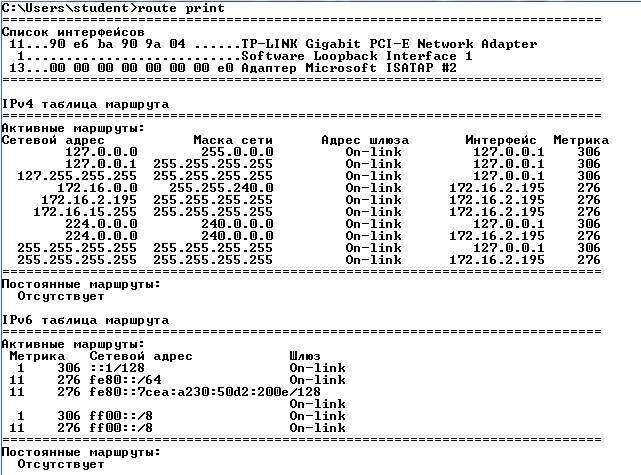 C:\Users\student>route print
===========================================================================
Список интерфейсов
 11...90 e6 ba 90 9a 04 ......TP-LINK Gigabit PCI-E Network Adapter
  1...........................Software Loopback Interface 1
 13...00 00 00 00 00 00 00 e0 Адаптер Microsoft ISATAP #2
===========================================================================
IPv4 таблица маршрута
===========================================================================
Активные маршруты:
Сетевой адрес           Маска сети      Адрес шлюза       Интерфейс  Метрика
        127.0.0.0        255.0.0.0         On-link         127.0.0.1    306
        127.0.0.1  255.255.255.255         On-link         127.0.0.1    306
  127.255.255.255  255.255.255.255         On-link         127.0.0.1    306
       172.16.0.0    255.255.240.0         On-link      172.16.2.195    276
     172.16.2.195  255.255.255.255         On-link      172.16.2.195    276
    172.16.15.255  255.255.255.255         On-link      172.16.2.195    276
        224.0.0.0        240.0.0.0         On-link         127.0.0.1    306
        224.0.0.0        240.0.0.0         On-link      172.16.2.195    276
  255.255.255.255  255.255.255.255         On-link         127.0.0.1    306
  255.255.255.255  255.255.255.255         On-link      172.16.2.195    276
===========================================================================
Постоянные маршруты:
  Отсутствует
IPv6 таблица маршрута
===========================================================================
Активные маршруты:
 Метрика   Сетевой адрес            Шлюз
  1    306 ::1/128                  On-link
 11    276 fe80::/64                On-link
 11    276 fe80::7cea:a230:50d2:200e/128
                                    On-link
  1    306 ff00::/8                 On-link
 11    276 ff00::/8                 On-link
===========================================================================
Постоянные маршруты:
  Отсутствует